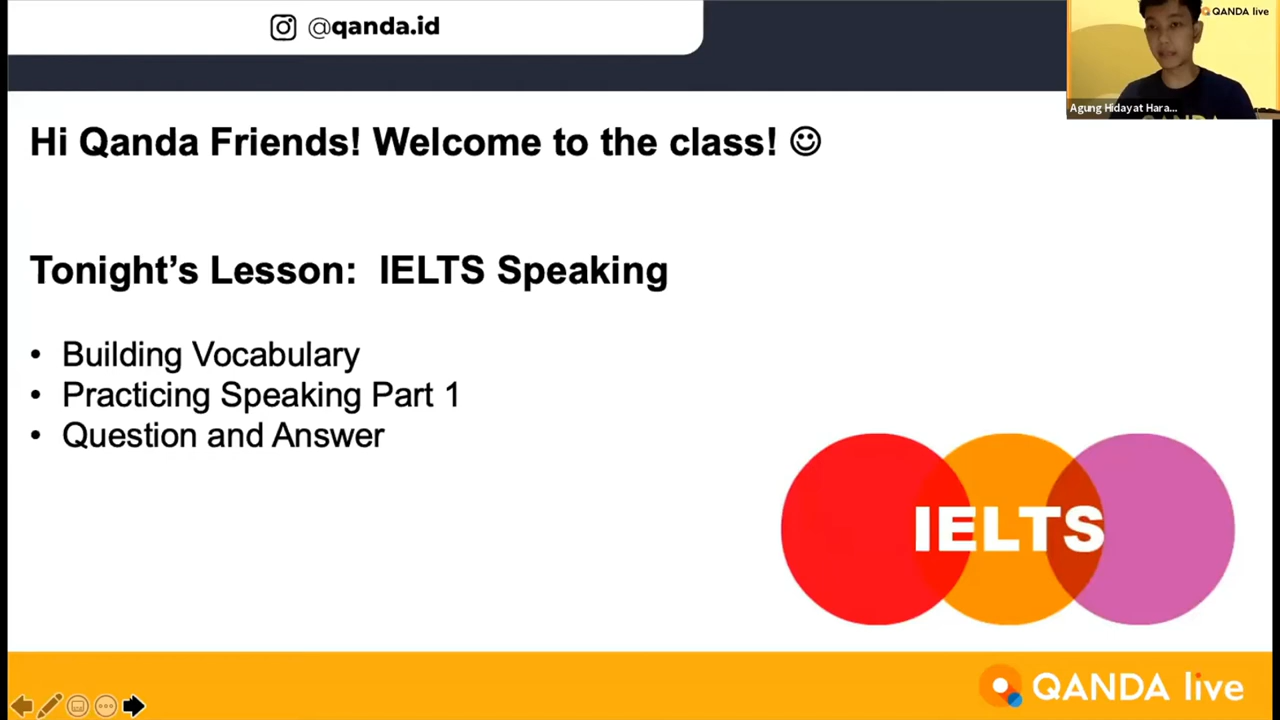 @qanda.id
QANDA live
Agung Hidayat Hara...
Hi Qanda Friends! Welcome to the class! ☺
Tonight’s Lesson: IELTS Speaking
• Building Vocabulary
• Practicing Speaking Part 1
• Question and Answer
IELTS
QANDA live